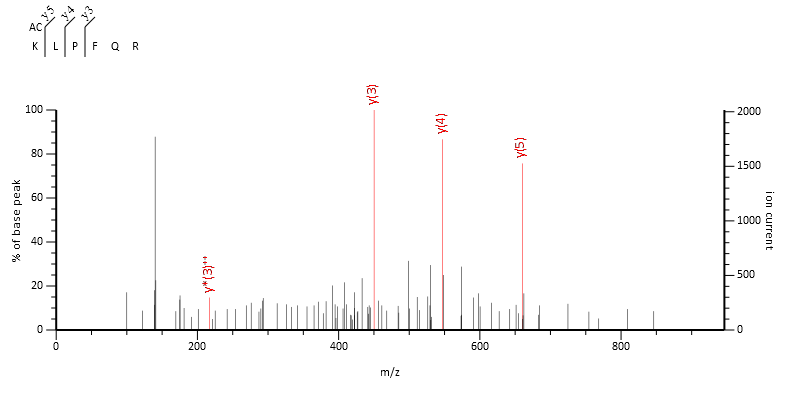 y5 y4 y3
AC
K L P F Q R
y(3)
y(4)
y(5)
y*(3)++
100
80
60
40
20
0
% of base peak
2000
1500
1000
500
0
ion current
0 200 400 600 800
m/z